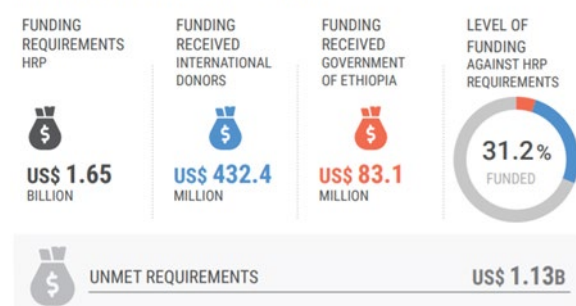 FUNDING
REQUIREMENTS
HRP
$
US$ 1.65
BILLION
FUNDING
RECEIVED
INTERNATIONAL
DONORS
$
US$ 432.4
MILLION
FUNDING
RECEIVED
GOVERNMENT
OF ETHIOPIA
$
US$ 83.1
MILLION
LEVEL OF
FUNDING
AGAINST HRP
REQUIREMENTS
31.2%
FUNDED
$
UNMET REQUIREMENTS US$ 1.13B